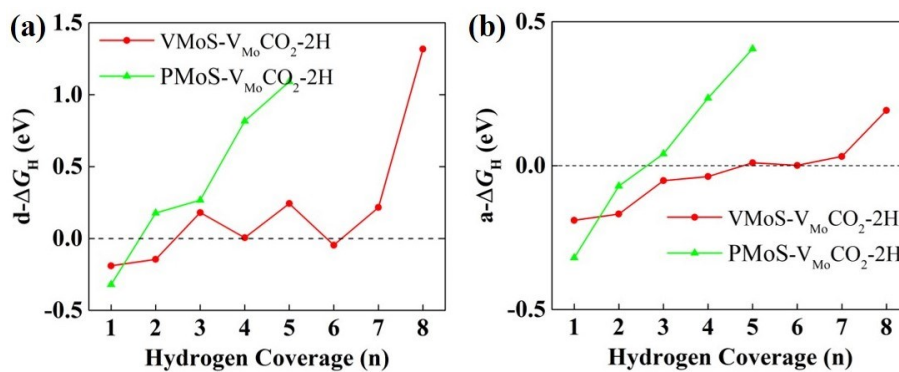 (a)
1.5
1.0
0.5
0.0
-0.5
d-ΔG_H (eV)
VMoS-V_MoCO_2-2H
PMoS-V_MoCO_2-2H
1 2 3 4 5 6 7 8
Hydrogen Coverage (n)
(b)
0.5
0.0
-0.5
a-ΔG_H (eV)
VMoS-V_MoCO_2-2H
PMoS-V_MoCO_2-2H
1 2 3 4 5 6 7 8
Hydrogen Coverage (n)